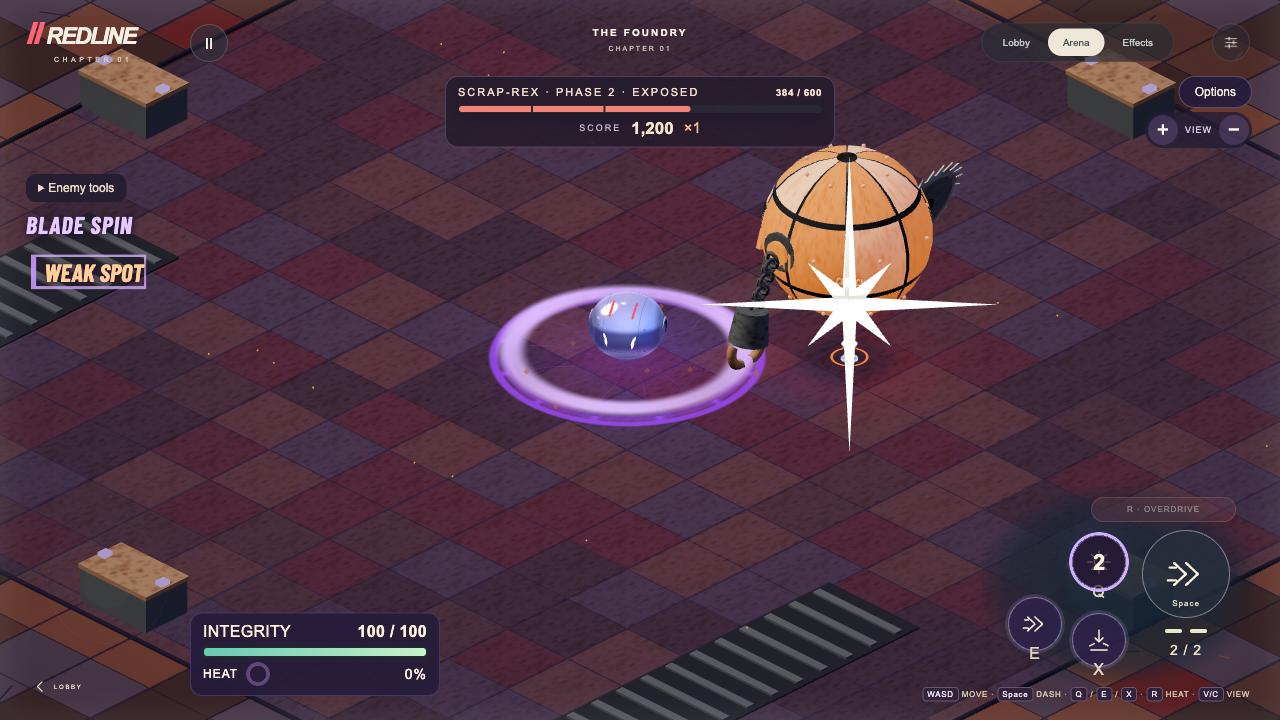 REDLINE
CHAPTER 01
THE FOUNDRY
CHAPTER 01
Lobby
Arena
Effects
SCRAP-REX · PHASE 2 · EXPOSED
384 / 600
SCORE 1,200 ×1
Options
+ VIEW −
Enemy tools
BLADE SPIN
WEAK SPOT
R · OVERDRIVE
2
Q
Space
E
X
2 / 2
INTEGRITY 100 / 100
HEAT 0%
LOBBY
WASD MOVE · Space DASH · Q / E / X · R HEAT · V/C VIEW